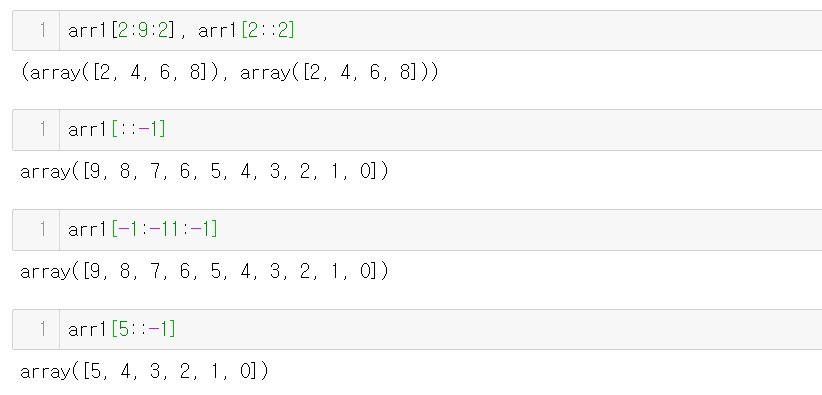 1 arr1[2:9:2], arr1[2::2]
(array([2, 4, 6, 8]), array([2, 4, 6, 8]))
1 arr1[::-1]
array([9, 8, 7, 6, 5, 4, 3, 2, 1, 0])
1 arr1[-1:-11:-1]
array([9, 8, 7, 6, 5, 4, 3, 2, 1, 0])
1 arr1[5::-1]
array([5, 4, 3, 2, 1, 0])